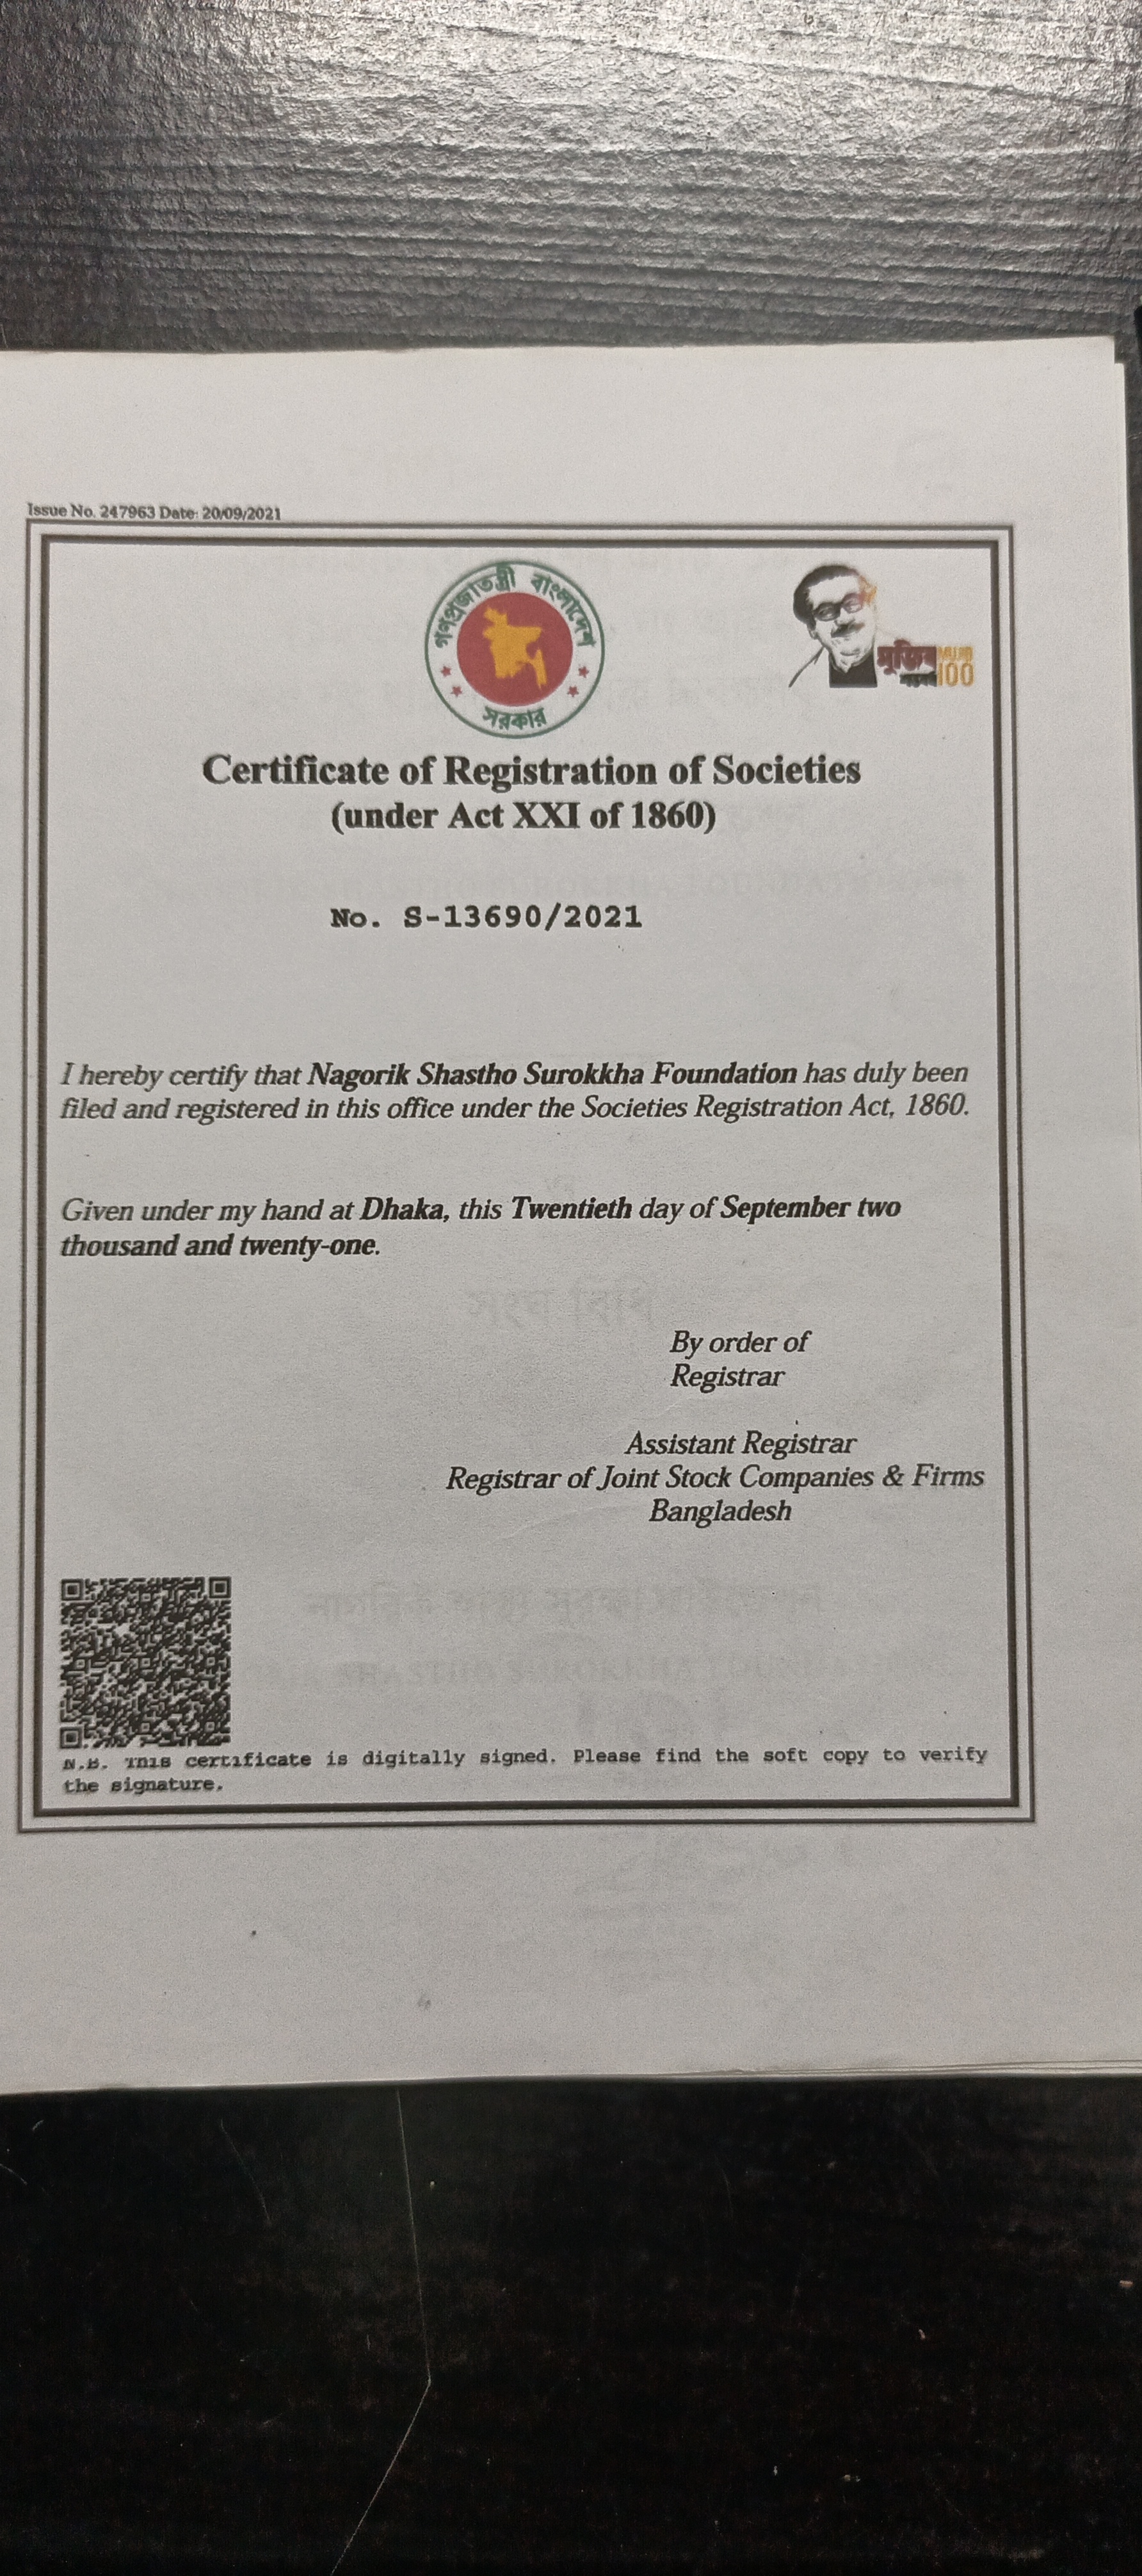 Issue No. 247963 Date: 20/09/2021
গণপ্রজাতন্ত্রী বাংলাদেশ
সরকার
মুজিব MUJIB
100
Certificate of Registration of Societies
(under Act XXI of 1860)
No. S-13690/2021
I hereby certify that Nagorik Shastho Surokkha Foundation has duly been
filed and registered in this office under the Societies Registration Act, 1860.
Given under my hand at Dhaka, this Twentieth day of September two
thousand and twenty-one.
By order of
Registrar
Assistant Registrar
Registrar of Joint Stock Companies & Firms
Bangladesh
N.B. This certificate is digitally signed. Please find the soft copy to verify
the signature.